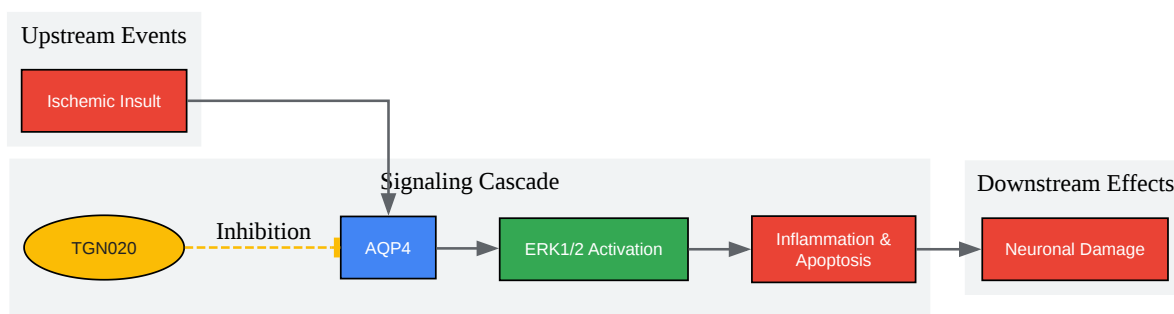 Upstream Events
Ischemic Insult
Signaling Cascade
Downstream Effects
TGN020
Inhibition
AQP4
ERK1/2 Activation
Inflammation &
Apoptosis
Neuronal Damage